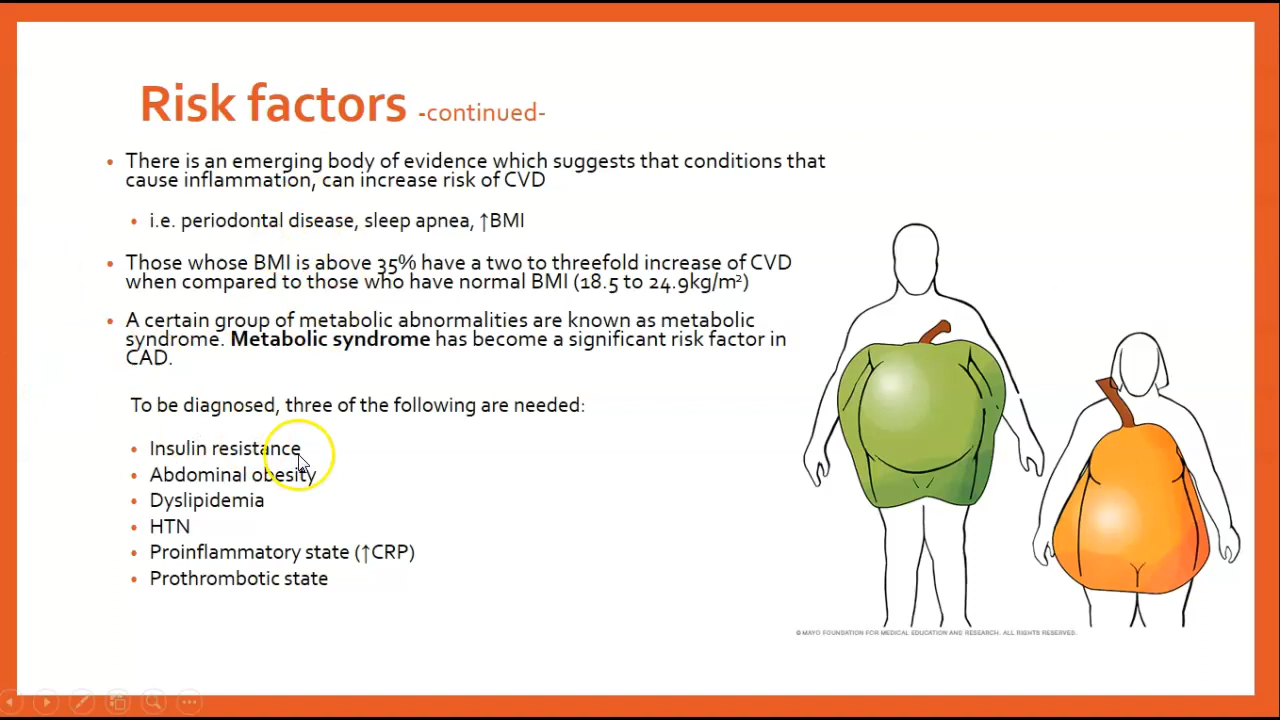 Risk factors -continued-
• There is an emerging body of evidence which suggests that conditions that
cause inflammation, can increase risk of CVD
• i.e. periodontal disease, sleep apnea, ↑BMI
• Those whose BMI is above 35% have a two to threefold increase of CVD
when compared to those who have normal BMI (18.5 to 24.9kg/m²)
• A certain group of metabolic abnormalities are known as metabolic
syndrome. Metabolic syndrome has become a significant risk factor in
CAD.
To be diagnosed, three of the following are needed:
• Insulin resistance
• Abdominal obesity
• Dyslipidemia
• HTN
• Proinflammatory state (↑CRP)
• Prothrombotic state
© MAYO FOUNDATION FOR MEDICAL EDUCATION AND RESEARCH. ALL RIGHTS RESERVED.